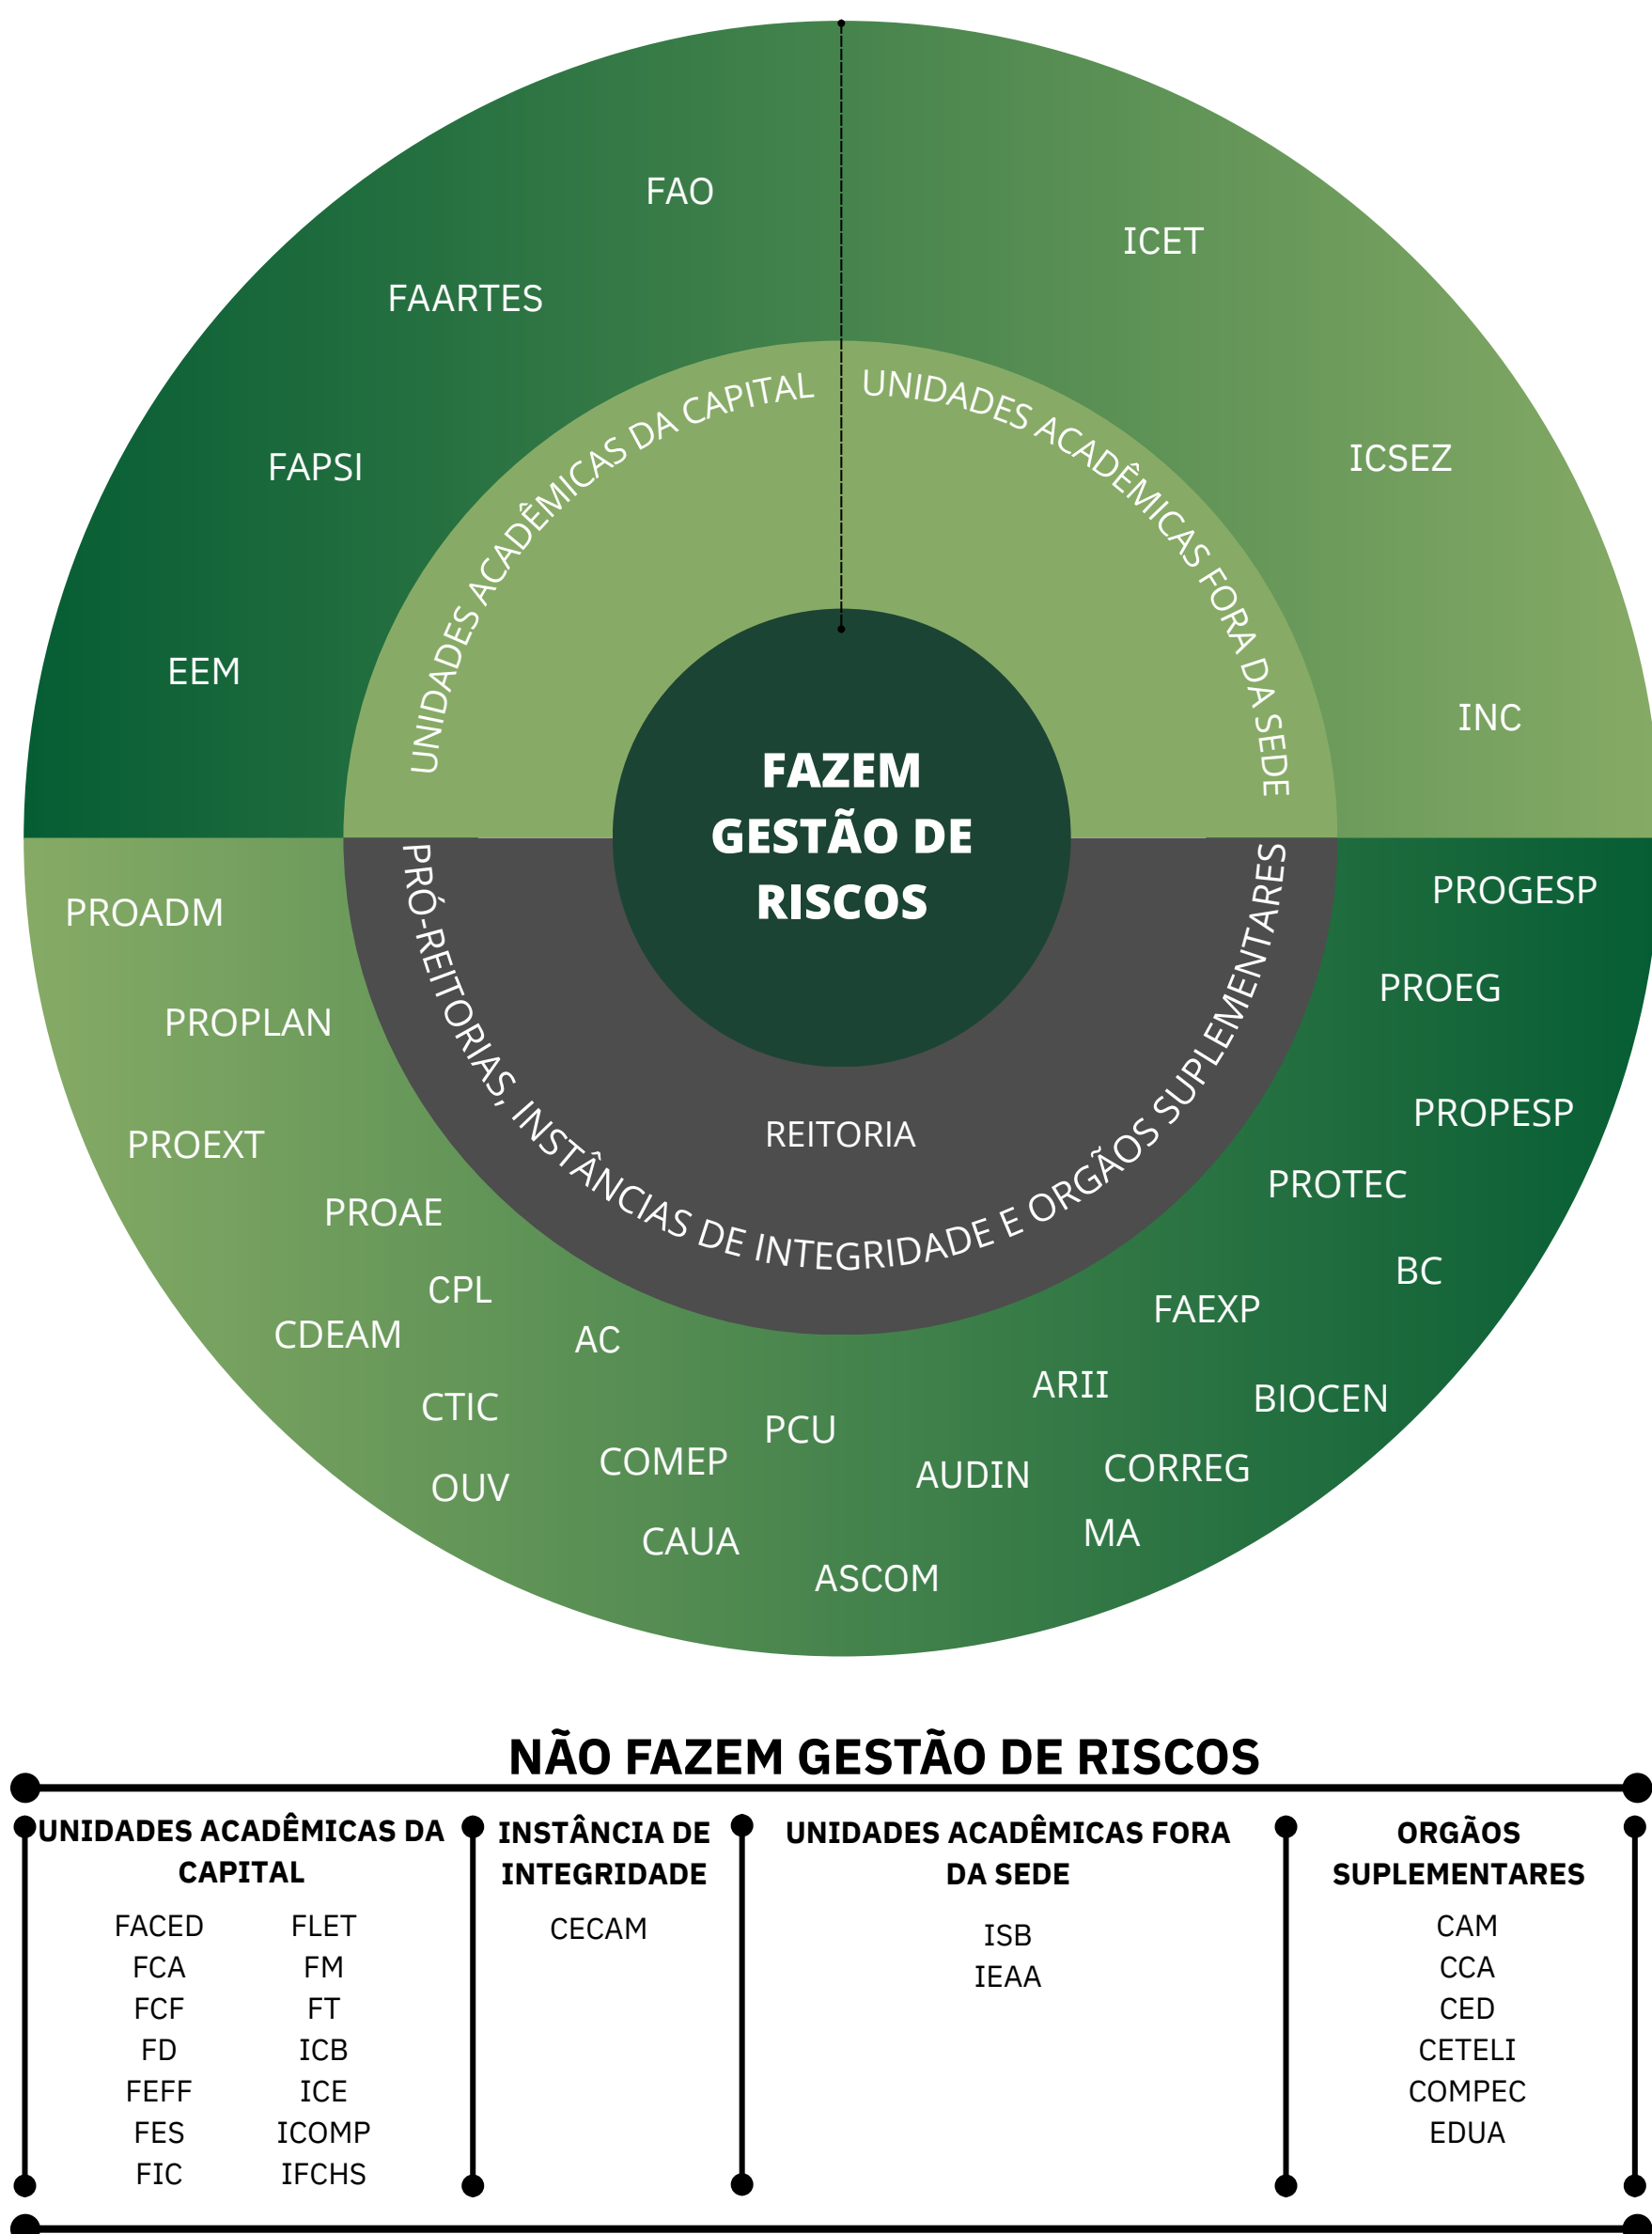 FAO
ICET
FAARTES
UNIDADES ACADÊMICAS DA CAPITAL
UNIDADES ACADÊMICAS FORA DA SEDE
FAPSI
ICSEZ
EEM
INC
FAZEM
GESTÃO DE
RISCOS
PRÓ-REITORIAS, INSTÂNCIAS DE INTEGRIDADE E ORGÃOS SUPLEMENTARES
REITORIA
PROADM
PROGESP
PROEG
PROPLAN
PROPESP
PROEXT
PROTEC
PROAE
BC
CPL
FAEXP
CDEAM
AC
ARII
BIOCEN
CTIC
PCU
COMEP
CORREG
AUDIN
OUV
MA
CAUA
ASCOM
NÃO FAZEM GESTÃO DE RISCOS
UNIDADES ACADÊMICAS DA
CAPITAL
FACED
FCA
FCF
FD
FEFF
FES
FIC
FLET
FM
FT
ICB
ICE
ICOMP
IFCHS
INSTÂNCIA DE
INTEGRIDADE
CECAM
UNIDADES ACADÊMICAS FORA
DA SEDE
ISB
IEAA
ORGÃOS
SUPLEMENTARES
CAM
CCA
CED
CETELI
COMPEC
EDUA